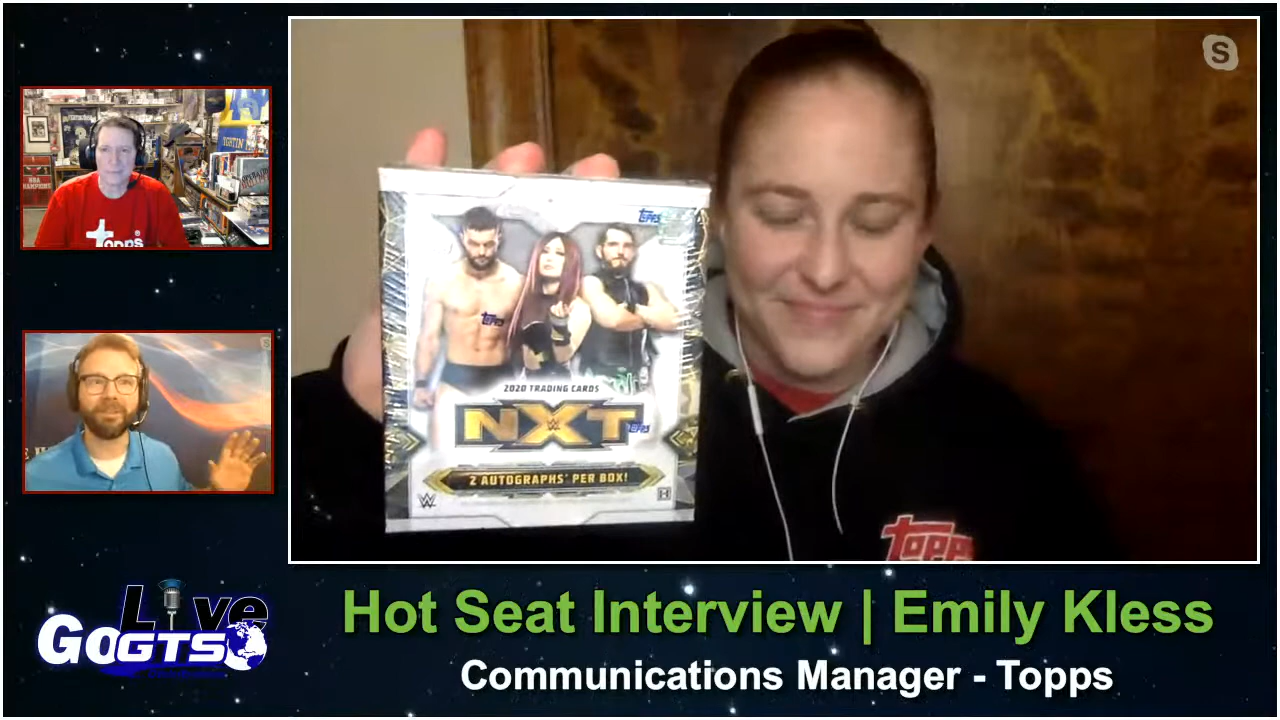 S
Topps
Topps
Topps
2020 TRADING CARDS
NXT
Topps
2 AUTOGRAPHS* PER BOX!
W
H
Topps
Live
GoGTS
Hot Seat Interview | Emily Kless
Communications Manager - Topps